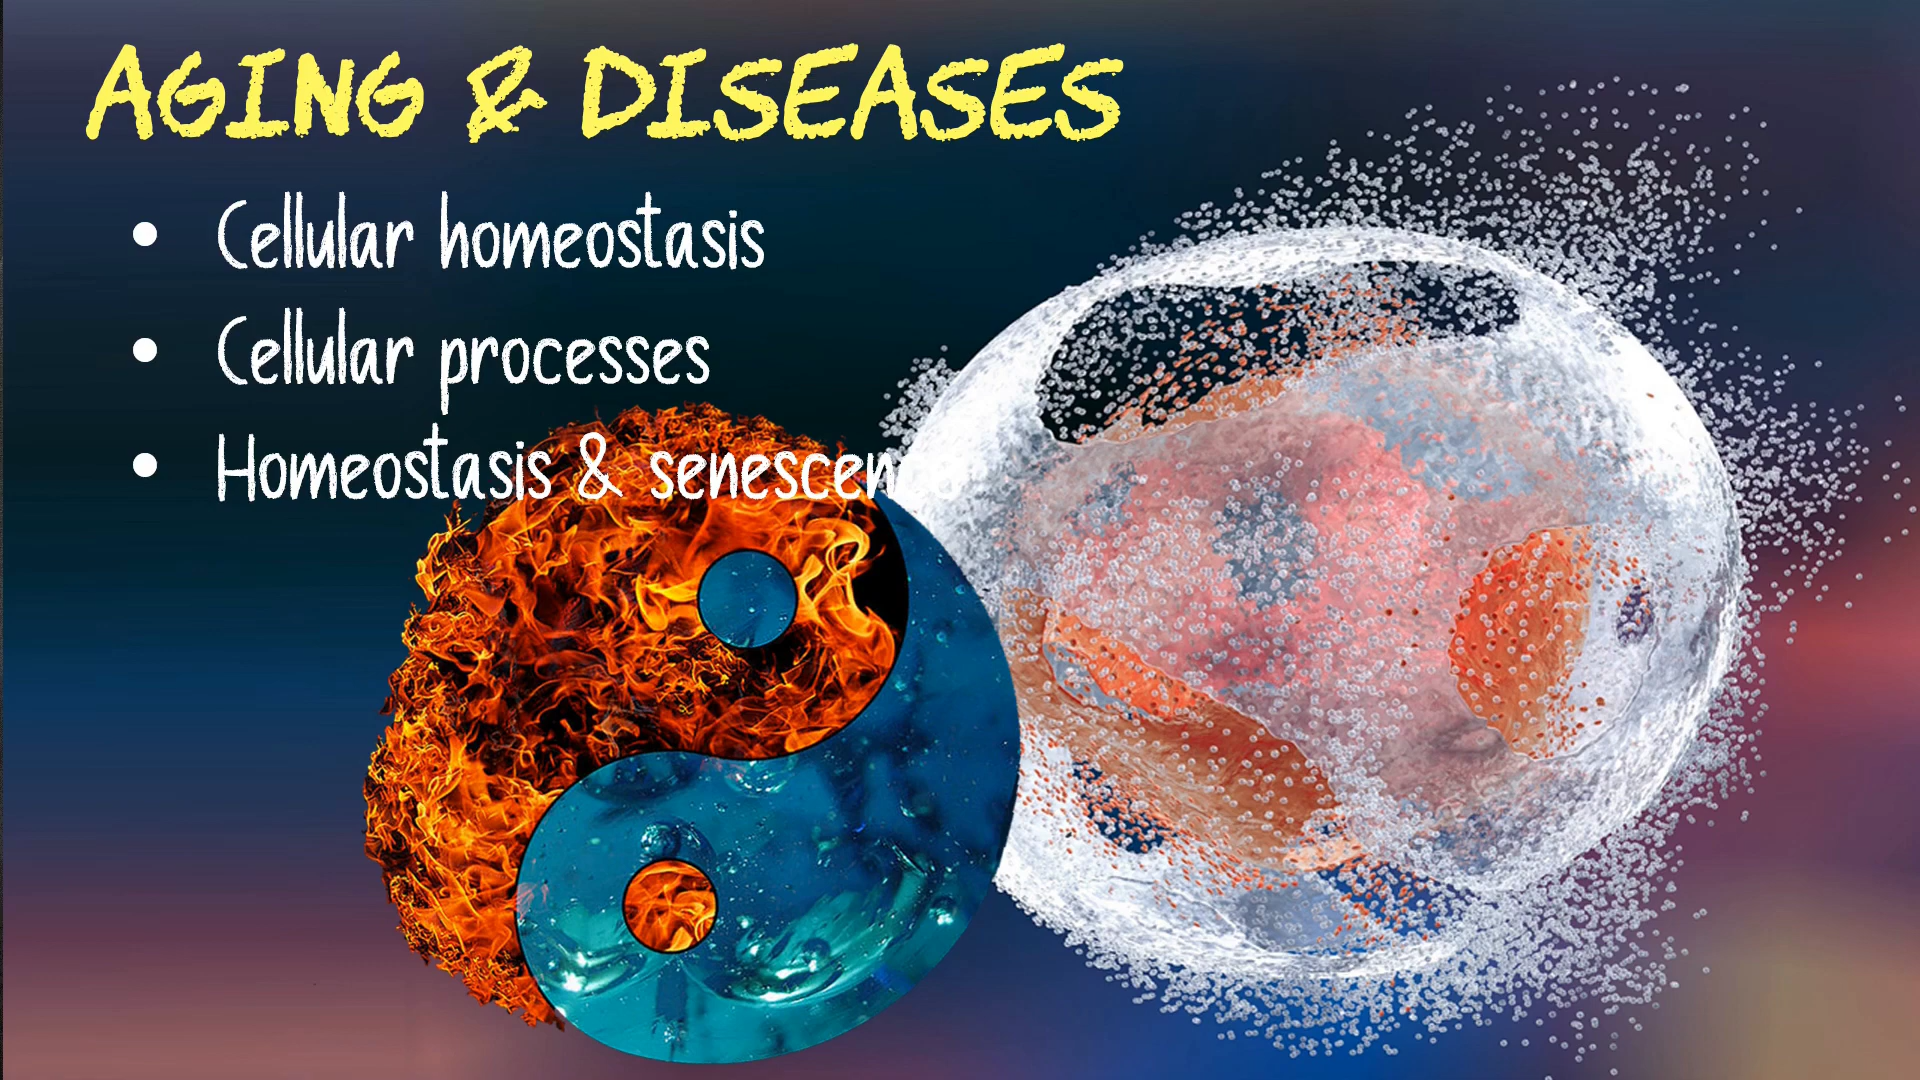 AGING & DISEASES
• Cellular homeostasis
• Cellular processes
• Homeostasis &